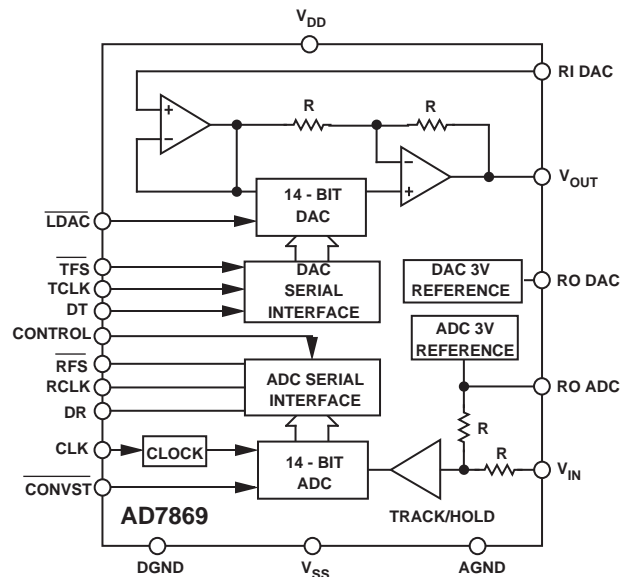 VDD
RI DAC
R
R
+
−
−
+
VOUT
14 - BIT
DAC
LDAC
TFS
TCLK
DT
DAC
SERIAL
INTERFACE
DAC 3V
REFERENCE
RO DAC
CONTROL
ADC 3V
REFERENCE
RFS
RCLK
DR
ADC SERIAL
INTERFACE
RO ADC
R
R
CLK
CLOCK
14 - BIT
ADC
VIN
CONVST
AD7869
TRACK/HOLD
DGND
VSS
AGND